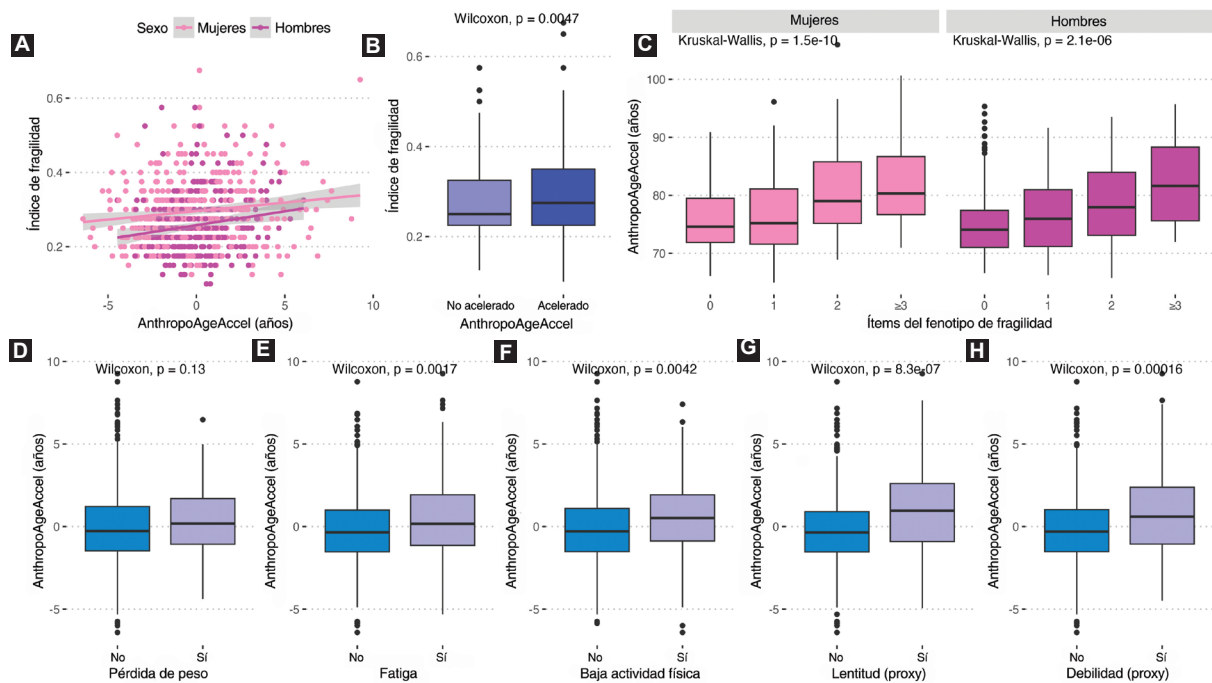 A
Sexo Mujeres Hombres
Índice de fragilidad
0.6
0.4
0.2
-5 0 5 10
AnthropoAgeAccel (años)
B
Wilcoxon, p = 0.0047
Índice de fragilidad
0.6
0.4
0.2
No acelerado Acelerado
AnthropoAgeAccel
C
Mujeres Hombres
Kruskal-Wallis, p = 1.5e-10 Kruskal-Wallis, p = 2.1e-06
AnthropoAgeAccel (años)
100
90
80
70
0 1 2 ≥3 0 1 2 ≥3
Ítems del fenotipo de fragilidad
D
Wilcoxon, p = 0.13
AnthropoAgeAccel (años)
10
5
0
-5
No Sí
Pérdida de peso
E
Wilcoxon, p = 0.0017
AnthropoAgeAccel (años)
10
5
0
-5
No Sí
Fatiga
F
Wilcoxon, p = 0.0042
AnthropoAgeAccel (años)
10
5
0
-5
No Sí
Baja actividad física
G
Wilcoxon, p = 8.3e-07
AnthropoAgeAccel (años)
10
5
0
-5
No Sí
Lentitud (proxy)
H
Wilcoxon, p = 0.00016
AnthropoAgeAccel (años)
10
5
0
-5
No Sí
Debilidad (proxy)